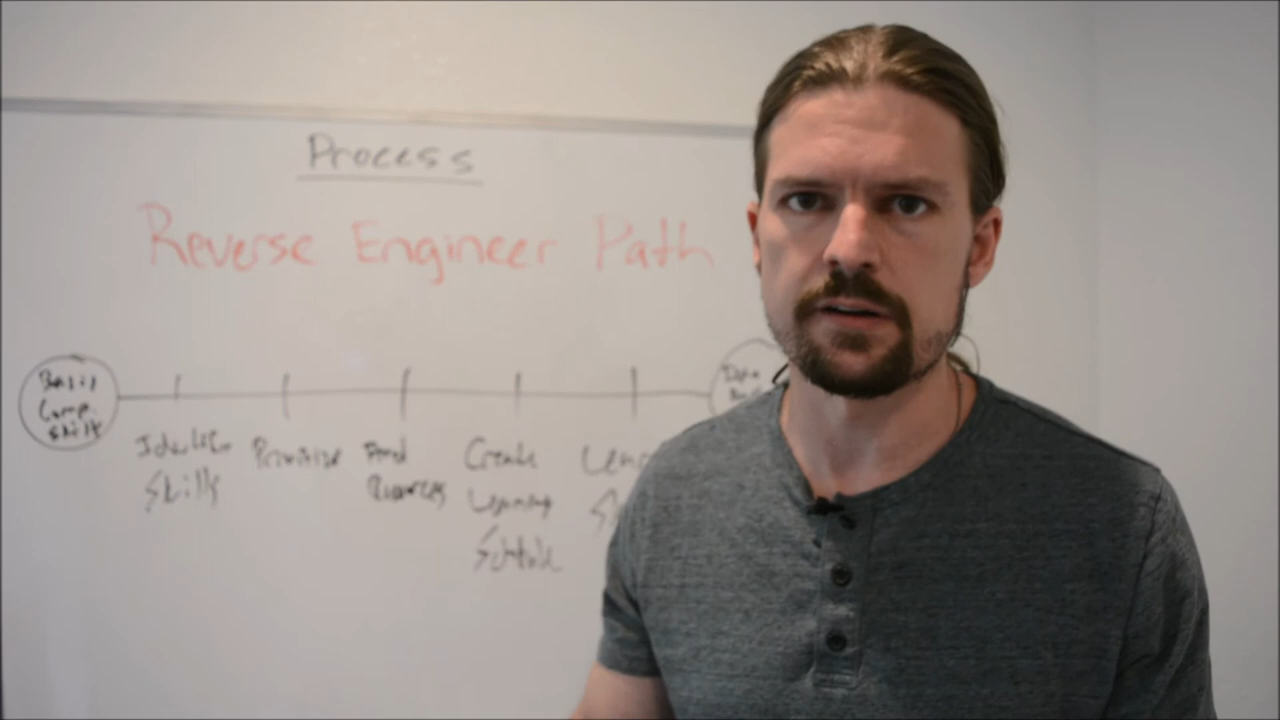 Process
Reverse Engineer Path
Basic
Comp.
Skills
Identify
Skills
Prioritize
Find
Resources
Create
Learning
Schedule